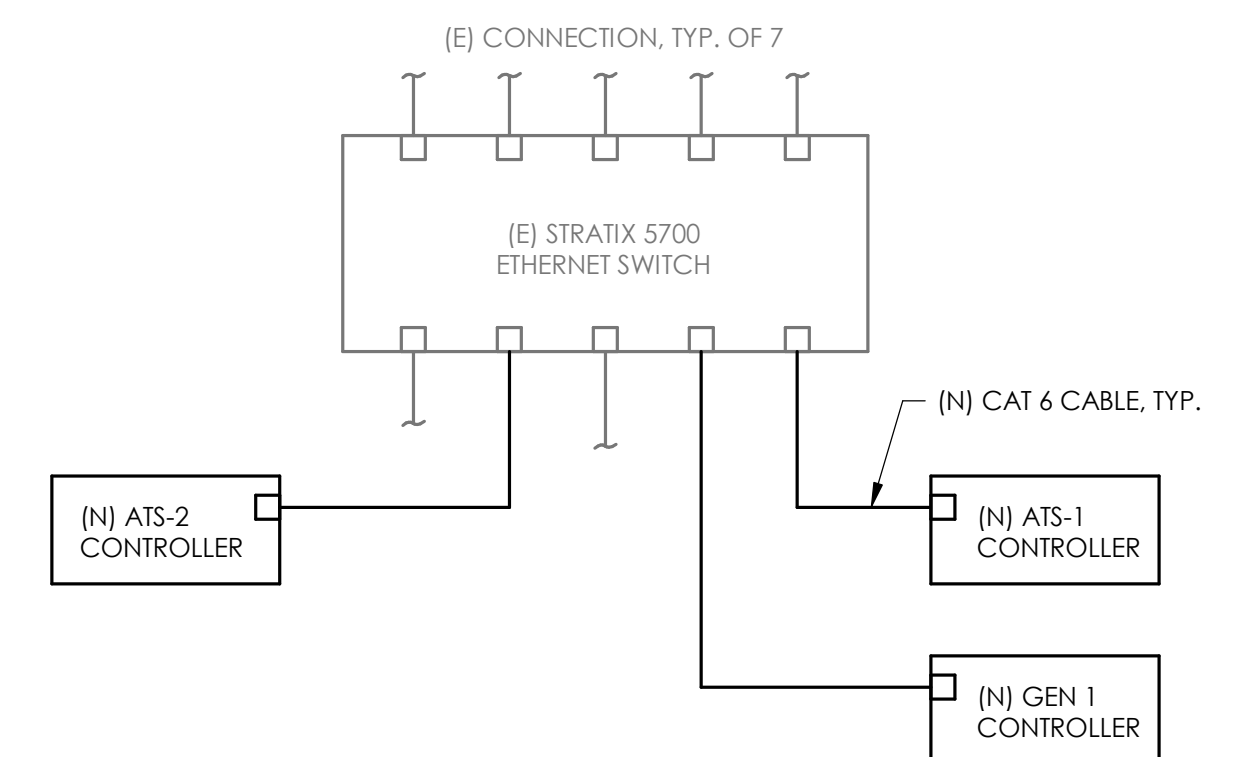 (E) CONNECTION, TYP. OF 7
(E) STRATIX 5700
ETHERNET SWITCH
(N) CAT 6 CABLE, TYP.
(N) ATS-2
CONTROLLER
(N) ATS-1
CONTROLLER
(N) GEN 1
CONTROLLER